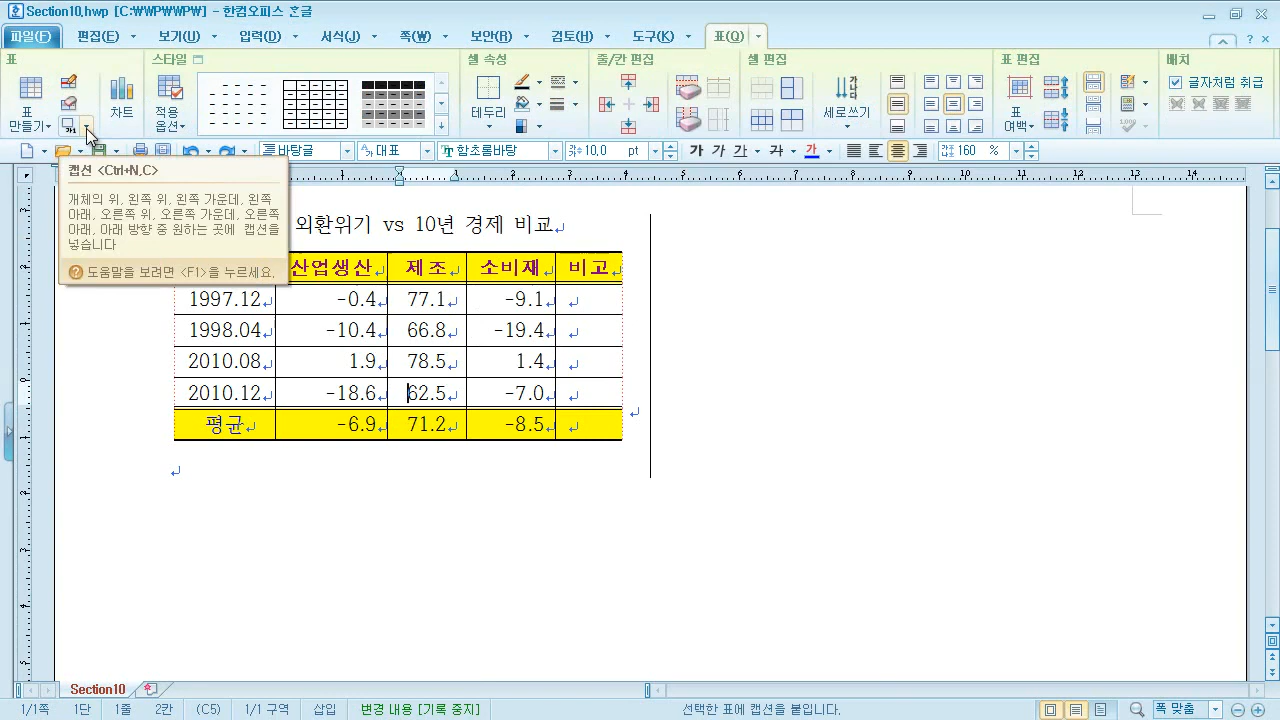 Section10.hwp [C:\WWPWWPW] - 한컴오피스 혼글
파일(F) 편집(E) 보기(U) 입력(D) 서식(J) 쪽(W) 보안(R) 검토(H) 도구(K) 표(Q)
표 스타일 셀 속성 줄/칸 편집 셀 편집 표 편집 배치
글자처럼 취급
표 만들기 차트 적용 옵션 테두리 세로쓰기 표 여백
바탕글 대표 함초롬바탕 10.0 pt 가 가 가 가 가 160 %
캡션 <Ctrl+N,C>
개체의 위, 왼쪽 위, 왼쪽 가운데, 왼쪽
아래, 오른쪽 위, 오른쪽 가운데, 오른쪽
아래, 아래 방향 중 원하는 곳에 캡션을
넣습니다
도움말을 보려면 <F1>을 누르세요.
외환위기 vs 10년 경제 비교
산업생산 제조 소비재 비고
1997.12 -0.4 77.1 -9.1
1998.04 -10.4 66.8 -19.4
2010.08 1.9 78.5 1.4
2010.12 -18.6 62.5 -7.0
평균 -6.9 71.2 -8.5
Section10
1/1쪽 1단 1줄 2칸 (C5) 1/1 구역 삽입 변경 내용 [기록 중지] 선택한 표에 캡션을 붙입니다. 폭 맞춤